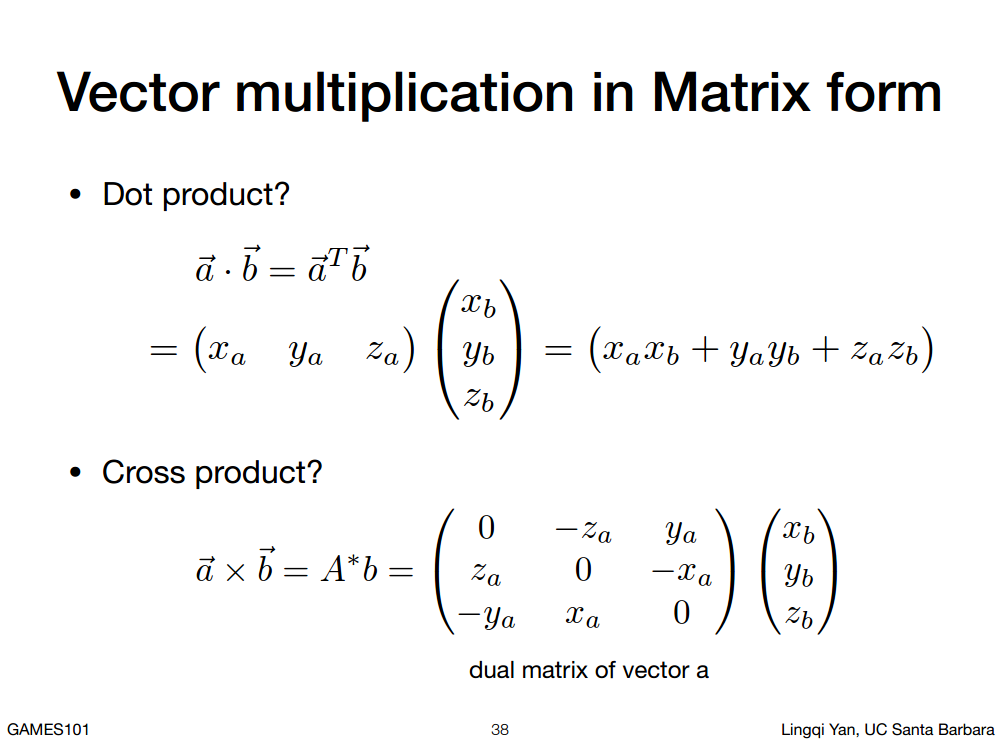 Vector multiplication in Matrix form
• Dot product?
$\vec{a} \cdot \vec{b} = \vec{a}^T \vec{b}$
$= \begin{pmatrix} x_a & y_a & z_a \end{pmatrix} \begin{pmatrix} x_b \\ y_b \\ z_b \end{pmatrix} = \begin{pmatrix} x_a x_b + y_a y_b + z_a z_b \end{pmatrix}$
• Cross product?
$\vec{a} \times \vec{b} = A^* b = \begin{pmatrix} 0 & -z_a & y_a \\ z_a & 0 & -x_a \\ -y_a & x_a & 0 \end{pmatrix} \begin{pmatrix} x_b \\ y_b \\ z_b \end{pmatrix}$
dual matrix of vector a
GAMES101
38
Lingqi Yan, UC Santa Barbara